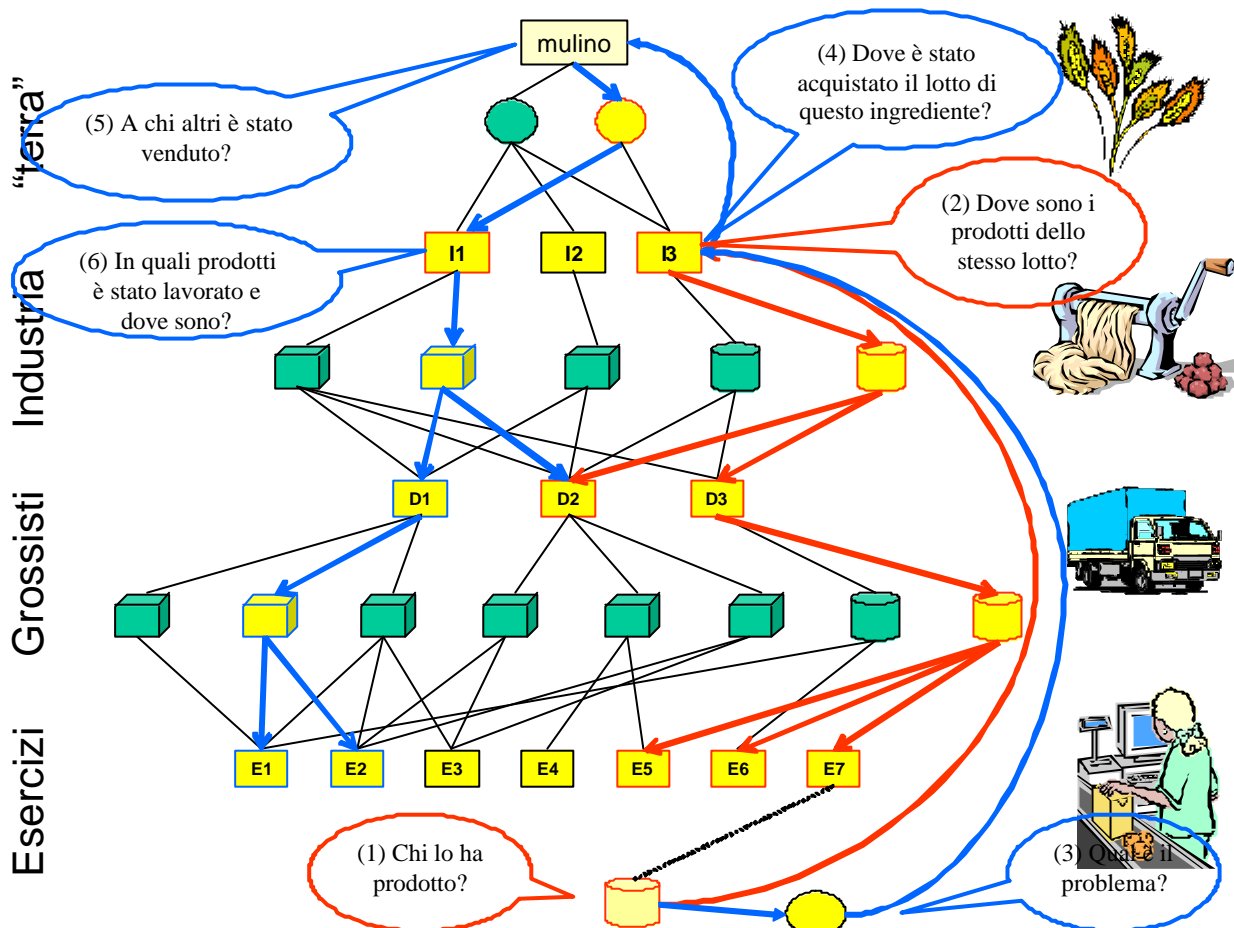 mulino
(4) Dove è stato
acquistato il lotto di
questo ingrediente?
(5) A chi altri è stato
venduto?
“terra”
(2) Dove sono i
prodotti dello
stesso lotto?
I1
I2
I3
(6) In quali prodotti
è stato lavorato e
dove sono?
Industria
D1
D2
D3
Grossisti
E1
E2
E3
E4
E5
E6
E7
Esercizi
(1) Chi lo ha
prodotto?
(3) Qual è il
problema?